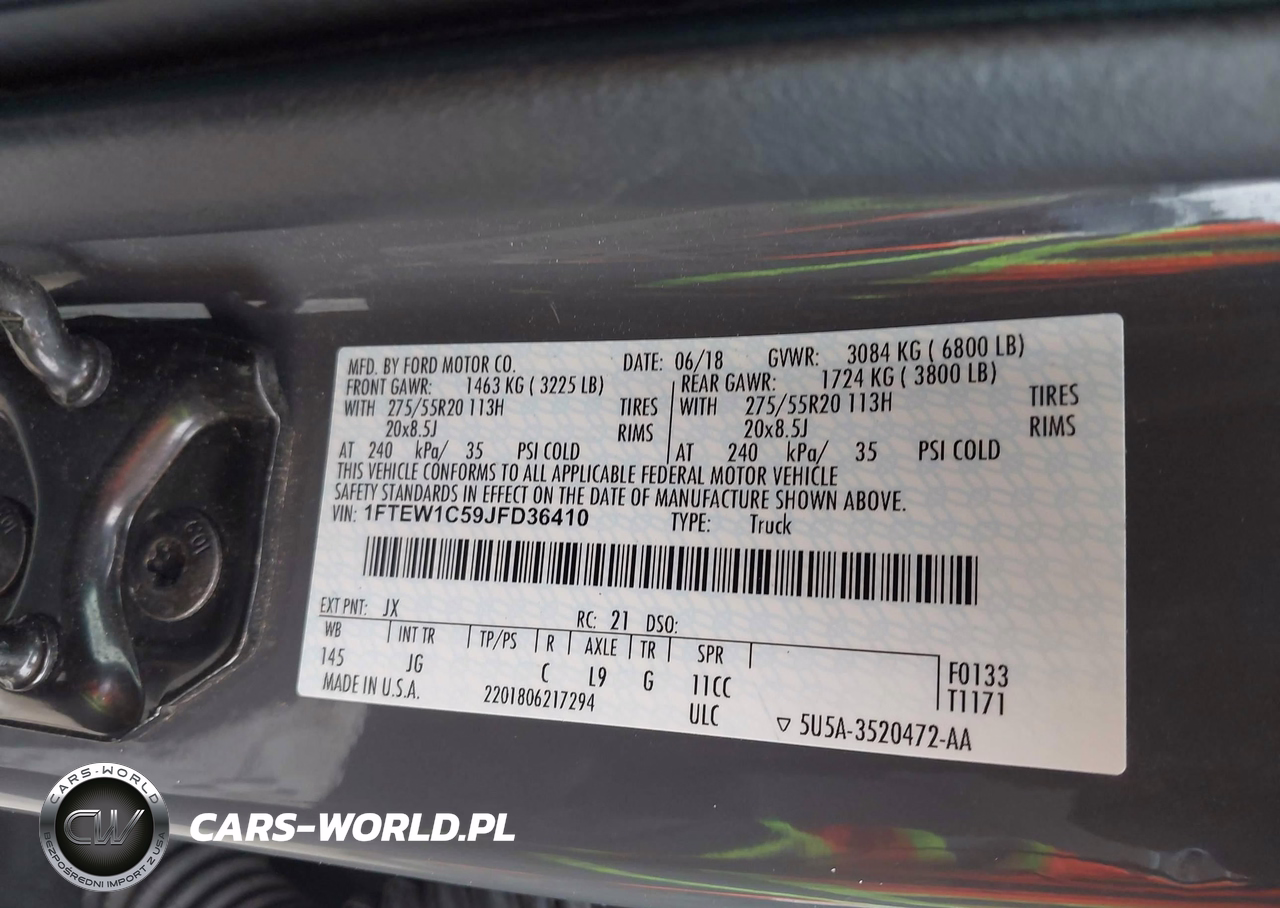 MFD. BY FORD MOTOR CO. DATE: 06/18 GVWR: 3084 KG ( 6800 LB)
FRONT GAWR: 1463 KG ( 3225 LB) REAR GAWR: 1724 KG ( 3800 LB)
WITH 275/55R20 113H TIRES WITH 275/55R20 113H TIRES
20x8.5J RIMS 20x8.5J RIMS
AT 240 kPa/ 35 PSI COLD AT 240 kPa/ 35 PSI COLD
THIS VEHICLE CONFORMS TO ALL APPLICABLE FEDERAL MOTOR VEHICLE
SAFETY STANDARDS IN EFFECT ON THE DATE OF MANUFACTURE SHOWN ABOVE.
VIN: 1FTEW1C59JFD36410 TYPE: Truck
EXT PNT: JX RC: 21 DSO:
WB INT TR TP/PS R AXLE TR SPR
145 JG C L9 G 11CC F0133
MADE IN U.S.A. 2201806217294 ULC T1171
▽ 5U5A-3520472-AA
10.9
CARS-WORLD
CW
BEZPOŚREDNI IMPORT Z USA
CARS-WORLD.PL